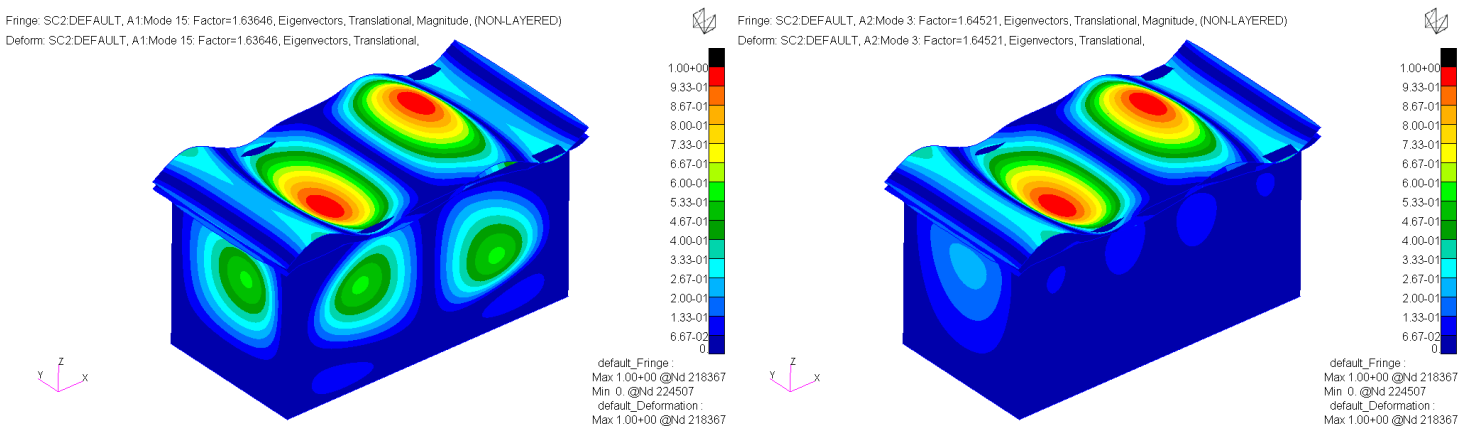 Fringe: SC2:DEFAULT, A1:Mode 15: Factor=1.63646, Eigenvectors, Translational, Magnitude, (NON-LAYERED)
Deform: SC2:DEFAULT, A1:Mode 15: Factor=1.63646, Eigenvectors, Translational,
1.00+00
9.33-01
8.67-01
8.00-01
7.33-01
6.67-01
6.00-01
5.33-01
4.67-01
4.00-01
3.33-01
2.67-01
2.00-01
1.33-01
6.67-02
0.
default_Fringe :
Max 1.00+00 @Nd 218367
Min 0. @Nd 224507
default_Deformation :
Max 1.00+00 @Nd 218367
Z
Y
X
Fringe: SC2:DEFAULT, A2:Mode 3: Factor=1.64521, Eigenvectors, Translational, Magnitude, (NON-LAYERED)
Deform: SC2:DEFAULT, A2:Mode 3: Factor=1.64521, Eigenvectors, Translational,
1.00+00
9.33-01
8.67-01
8.00-01
7.33-01
6.67-01
6.00-01
5.33-01
4.67-01
4.00-01
3.33-01
2.67-01
2.00-01
1.33-01
6.67-02
0.
default_Fringe :
Max 1.00+00 @Nd 218367
Min 0. @Nd 224507
default_Deformation :
Max 1.00+00 @Nd 218367
Z
Y
X